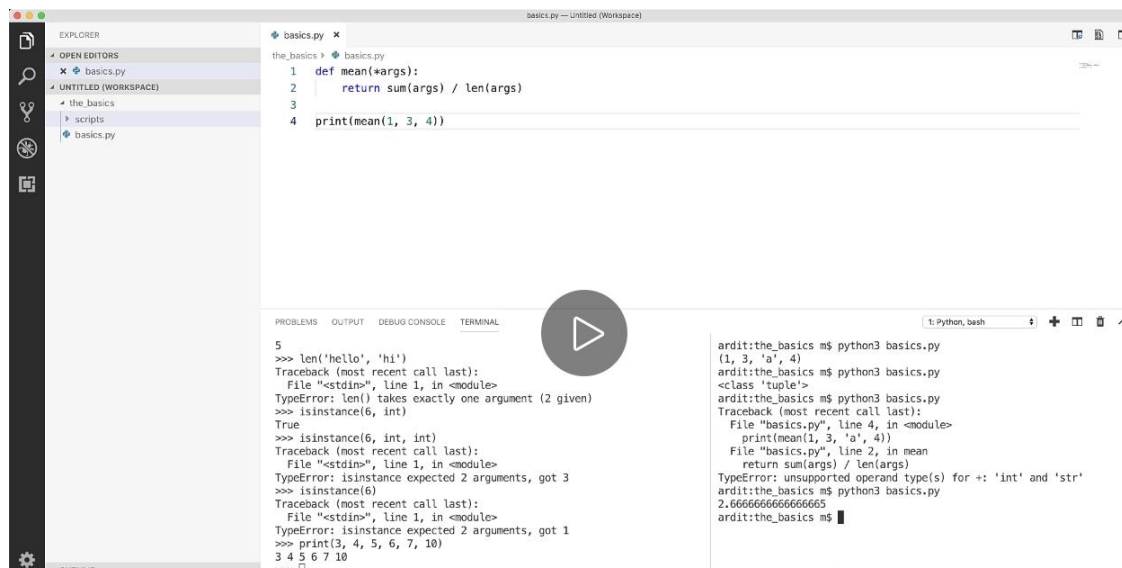 basics.py — Untitled (Workspace)
EXPLORER
OPEN EDITORS
basics.py
UNTITLED (WORKSPACE)
the_basics
scripts
basics.py
basics.py
the_basics basics.py
1 def mean(*args):
2     return sum(args) / len(args)
3
4 print(mean(1, 3, 4))
PROBLEMS OUTPUT DEBUG CONSOLE TERMINAL
1: Python, bash
5
>>> len('hello', 'hi')
Traceback (most recent call last):
  File "<stdin>", line 1, in <module>
TypeError: len() takes exactly one argument (2 given)
>>> isinstance(6, int)
True
>>> isinstance(6, int, int)
Traceback (most recent call last):
  File "<stdin>", line 1, in <module>
TypeError: isinstance expected 2 arguments, got 3
>>> isinstance(6)
Traceback (most recent call last):
  File "<stdin>", line 1, in <module>
TypeError: isinstance expected 2 arguments, got 1
>>> print(3, 4, 5, 6, 7, 10)
3 4 5 6 7 10
ardit:the_basics m$ python3 basics.py
(1, 3, 'a', 4)
ardit:the_basics m$ python3 basics.py
<class 'tuple'>
ardit:the_basics m$ python3 basics.py
Traceback (most recent call last):
  File "basics.py", line 4, in <module>
    print(mean(1, 3, 'a', 4))
  File "basics.py", line 2, in mean
    return sum(args) / len(args)
TypeError: unsupported operand type(s) for +: 'int' and 'str'
ardit:the_basics m$ python3 basics.py
2.6666666666666665
ardit:the_basics m$